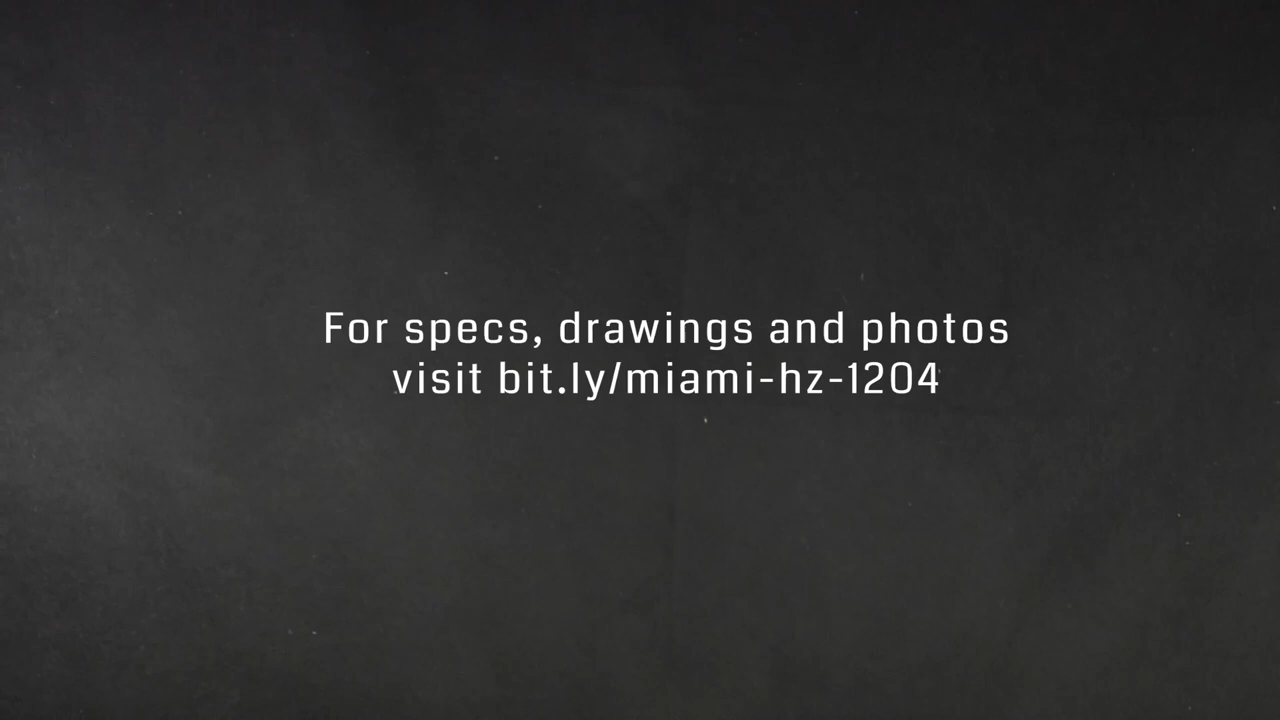 For specs, drawings and photos
visit bit.ly/miami-hz-1204